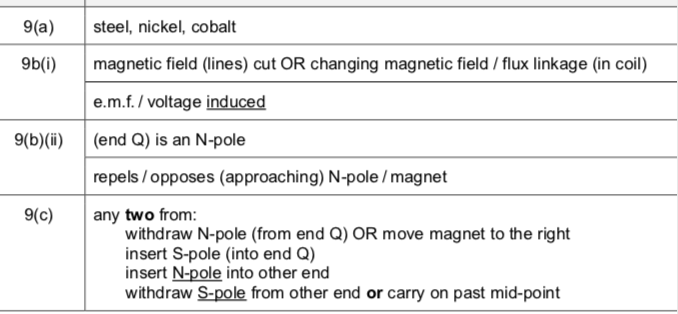 9(a) steel, nickel, cobalt
9b(i) magnetic field (lines) cut OR changing magnetic field / flux linkage (in coil)
e.m.f. / voltage induced
9(b)(ii) (end Q) is an N-pole
repels / opposes (approaching) N-pole / magnet
9(c) any two from:
withdraw N-pole (from end Q) OR move magnet to the right
insert S-pole (into end Q)
insert N-pole into other end
withdraw S-pole from other end or carry on past mid-point